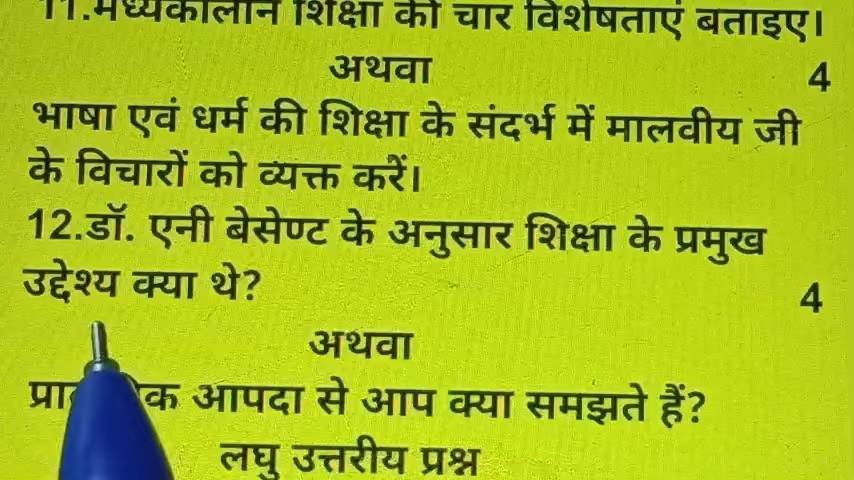 11.मध्यकालीन शिक्षा की चार विशेषताएं बताइए।
अथवा
4
भाषा एवं धर्म की शिक्षा के संदर्भ में मालवीय जी
के विचारों को व्यक्त करें।
12.डॉ. एनी बेसेण्ट के अनुसार शिक्षा के प्रमुख
उद्देश्य क्या थे?
4
अथवा
आपदा से आप क्या समझते हैं?
लघु उत्तरीय प्रश्न